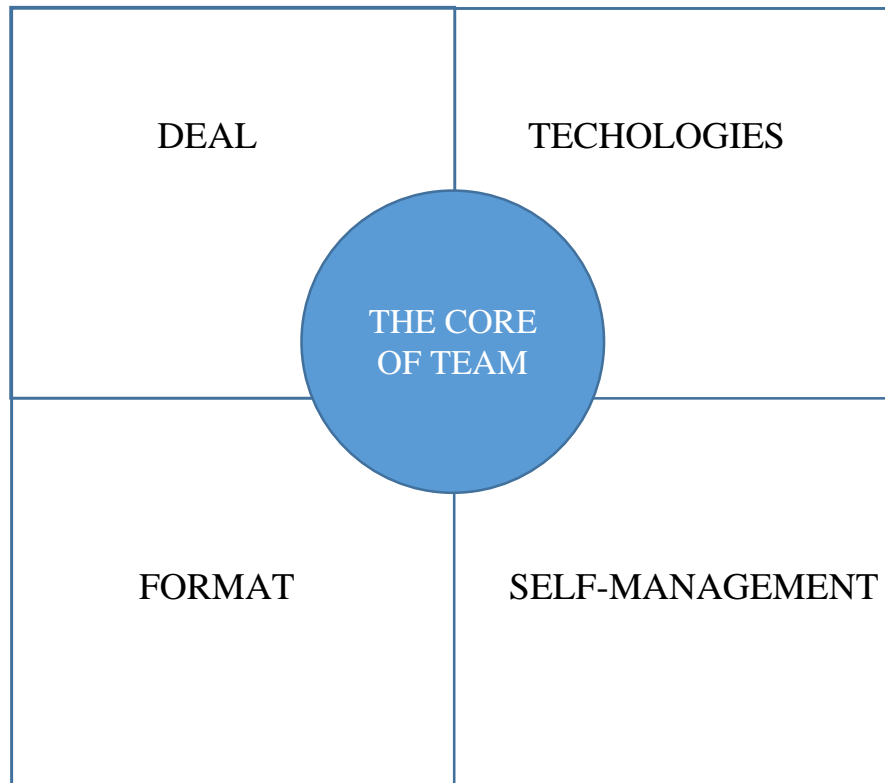 DEAL
TECHOLOGIES
THE CORE
OF TEAM
FORMAT
SELF-MANAGEMENT